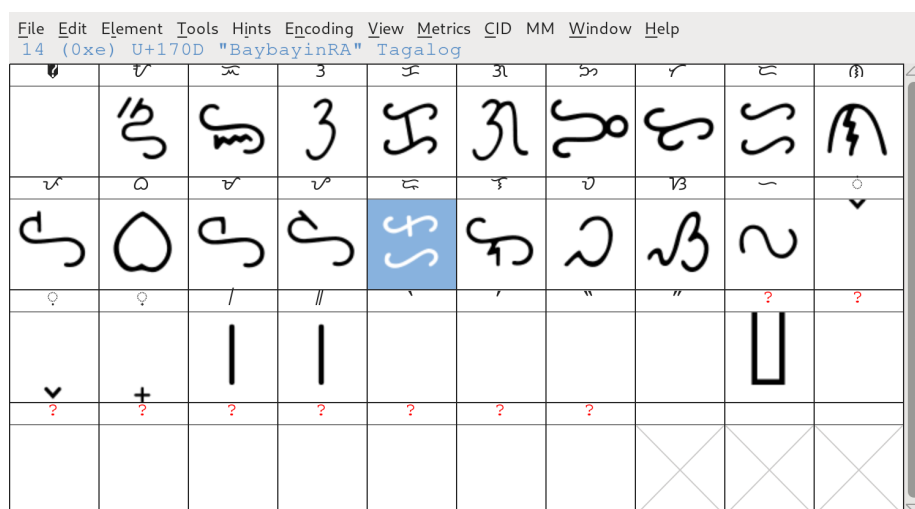 File Edit Element Tools Hints Encoding View Metrics CID MM Window Help
14 (0xe) U+170D "BaybayinRA" Tagalog
ᜀ ᜁ ᜂ ᜃ ᜄ ᜅ ᜆ ᜇ ᜈ
ᜉ ᜊ ᜋ ᜌ ᜍ ᜎ ᜏ ᜐ ᜑ ᜒ
ᜓ ᜔ ᜵ ᜶ ‘ ’ “ ” ? ?
? ? ? ? ? ? ?